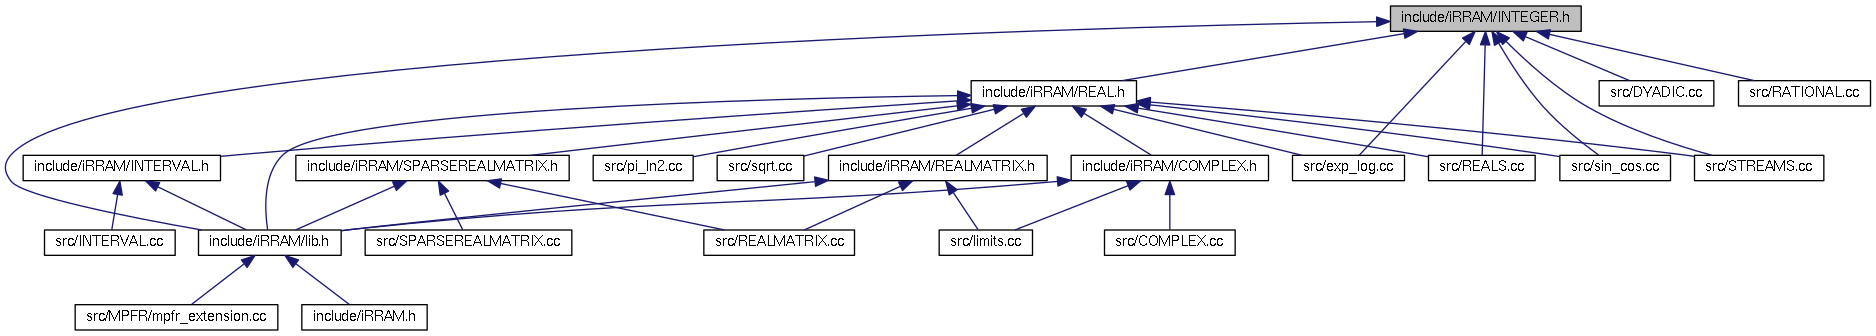 include/iRRAM/INTEGER.h
include/iRRAM/REAL.h
src/DYADIC.cc
src/RATIONAL.cc
include/iRRAM/INTERVAL.h
include/iRRAM/SPARSEREALMATRIX.h
src/pi_ln2.cc
src/sqrt.cc
include/iRRAM/REALMATRIX.h
include/iRRAM/COMPLEX.h
src/exp_log.cc
src/REALS.cc
src/sin_cos.cc
src/STREAMS.cc
src/INTERVAL.cc
include/iRRAM/lib.h
src/SPARSEREALMATRIX.cc
src/REALMATRIX.cc
src/limits.cc
src/COMPLEX.cc
src/MPFR/mpfr_extension.cc
include/iRRAM.h